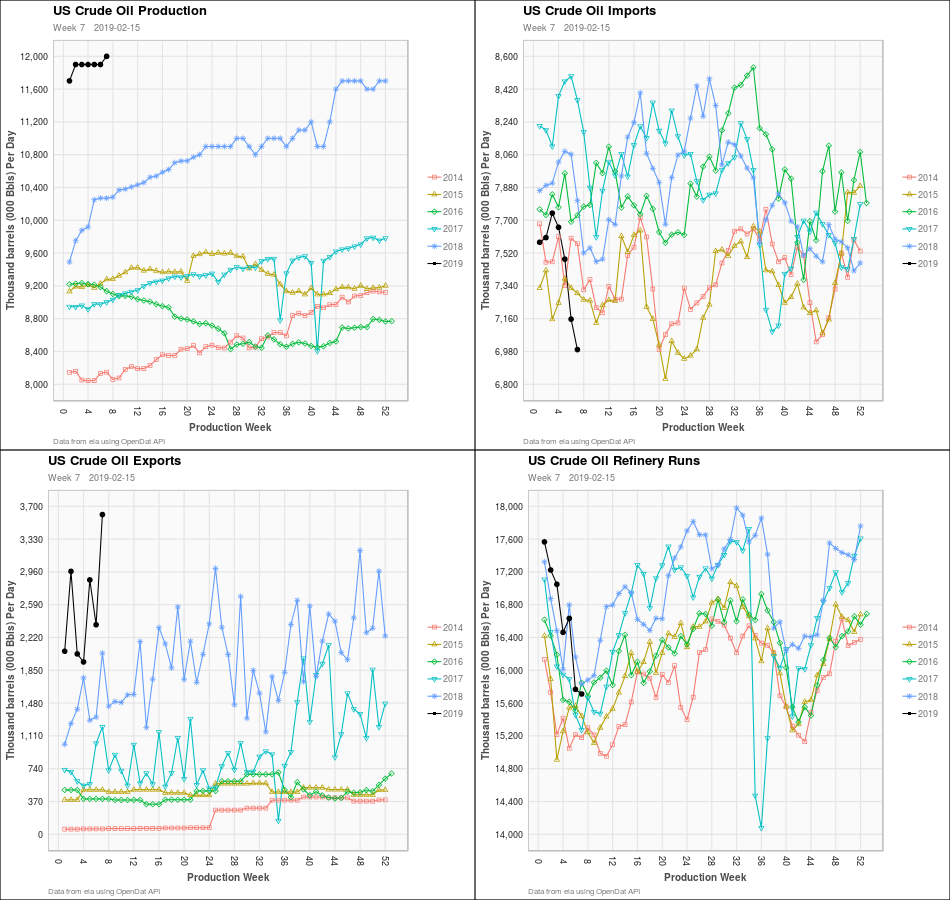 US Crude Oil Production
Week 7 2019-02-15
Thousand barrels (000 Bbls) Per Day
12,000
11,600
11,200
10,800
10,400
10,000
9,600
9,200
8,800
8,400
8,000
0 4 8 12 16 20 24 28 32 36 40 44 48 52
Production Week
2014
2015
2016
2017
2018
2019
Data from eia using OpenDat API
US Crude Oil Imports
Week 7 2019-02-15
Thousand barrels (000 Bbls) Per Day
8,600
8,420
8,240
8,060
7,880
7,700
7,520
7,340
7,160
6,980
6,800
0 4 8 12 16 20 24 28 32 36 40 44 48 52
Production Week
2014
2015
2016
2017
2018
2019
Data from eia using OpenDat API
US Crude Oil Exports
Week 7 2019-02-15
Thousand barrels (000 Bbls) Per Day
3,700
3,330
2,960
2,590
2,220
1,850
1,480
1,110
740
370
0
0 4 8 12 16 20 24 28 32 36 40 44 48 52
Production Week
2014
2015
2016
2017
2018
2019
Data from eia using OpenDat API
US Crude Oil Refinery Runs
Week 7 2019-02-15
Thousand barrels (000 Bbls) Per Day
18,000
17,600
17,200
16,800
16,400
16,000
15,600
15,200
14,800
14,400
14,000
0 4 8 12 16 20 24 28 32 36 40 44 48 52
Production Week
2014
2015
2016
2017
2018
2019
Data from eia using OpenDat API